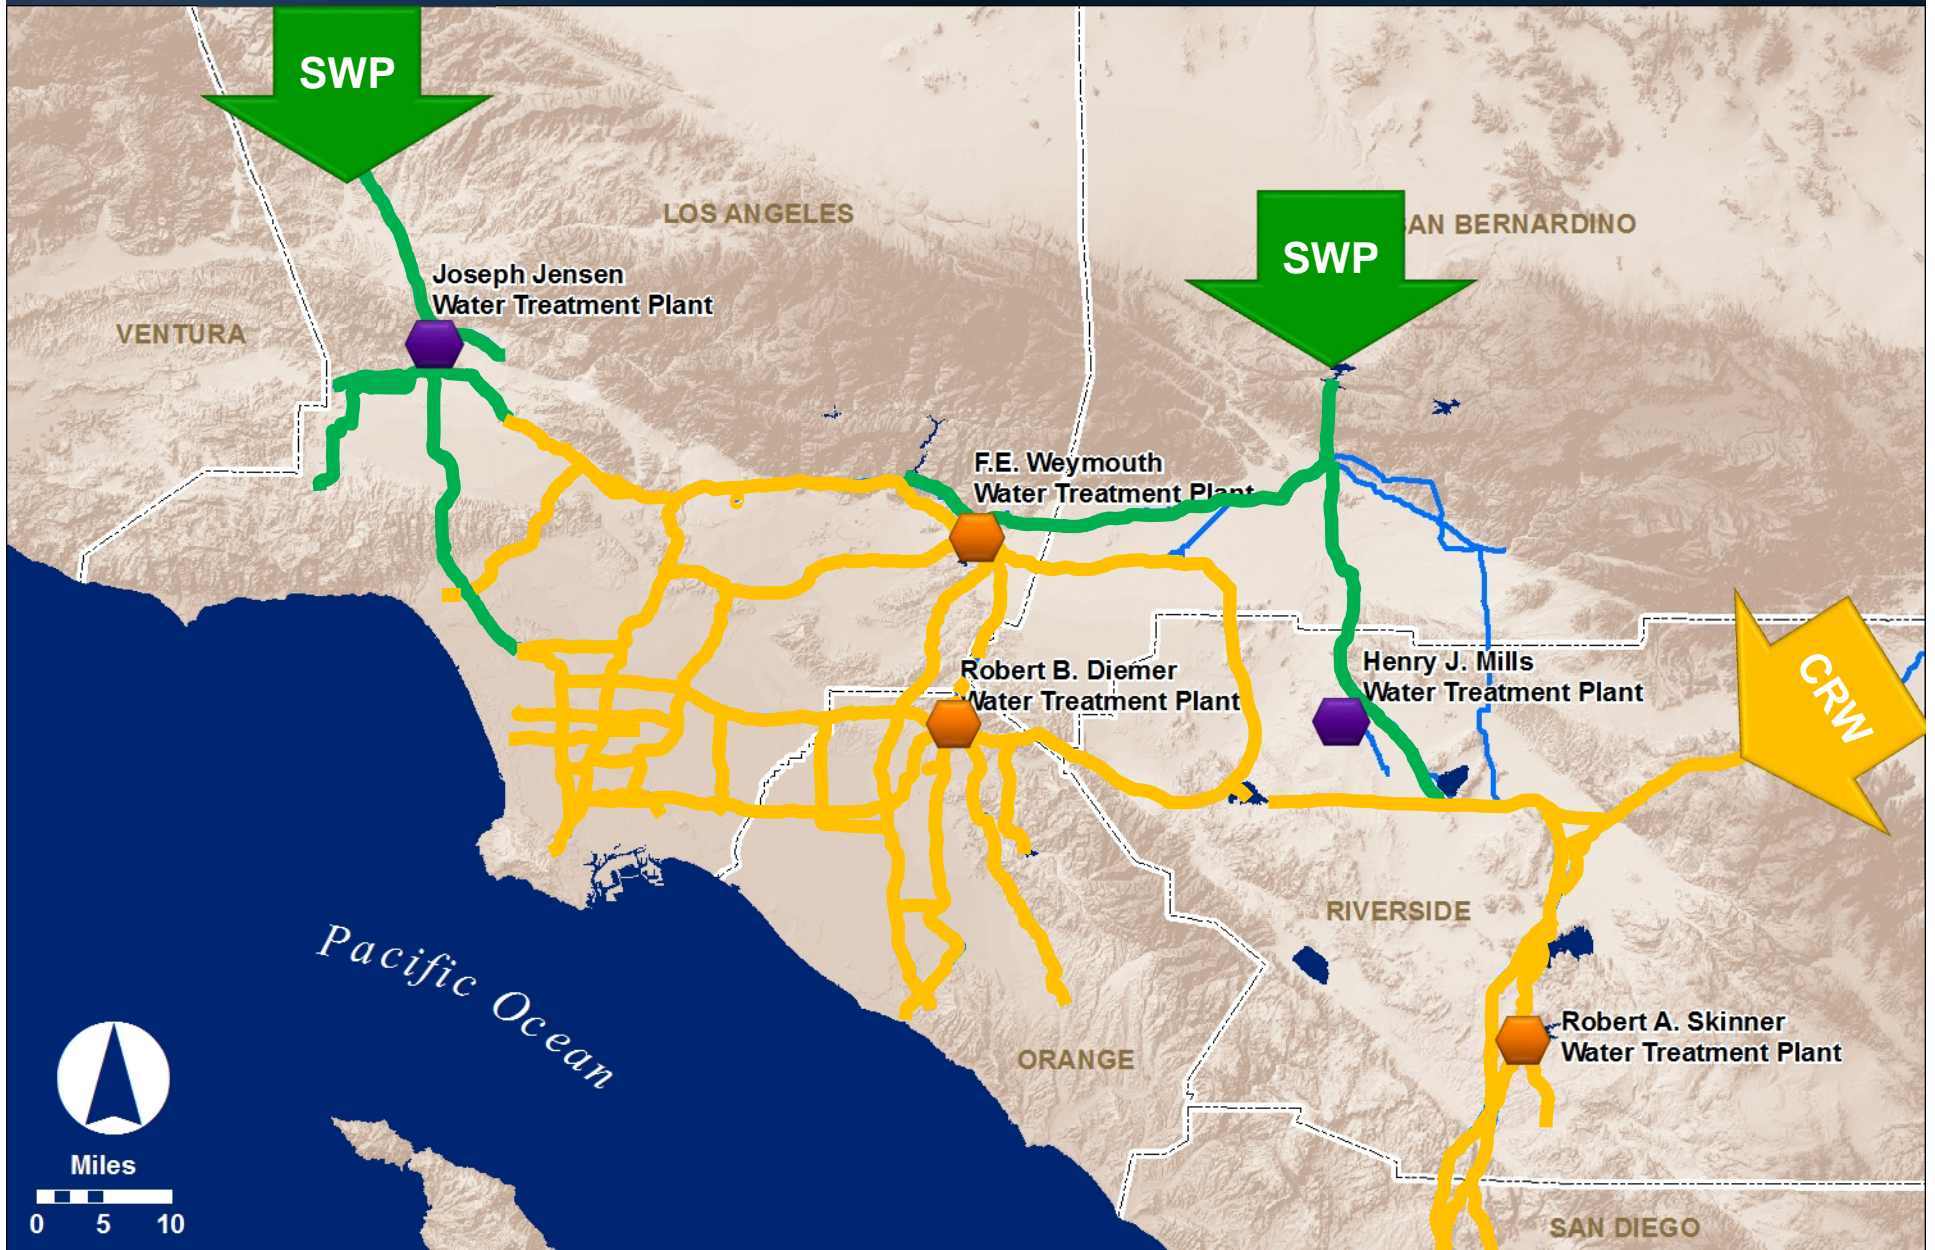 SWP
LOS ANGELES
SAN BERNARDINO
SWP
Joseph Jensen
Water Treatment Plant
VENTURA
F.E. Weymouth
Water Treatment Plant
Robert B. Diemer
Water Treatment Plant
Henry J. Mills
Water Treatment Plant
CRW
RIVERSIDE
Pacific Ocean
Robert A. Skinner
Water Treatment Plant
ORANGE
Miles
0 5 10
SAN DIEGO